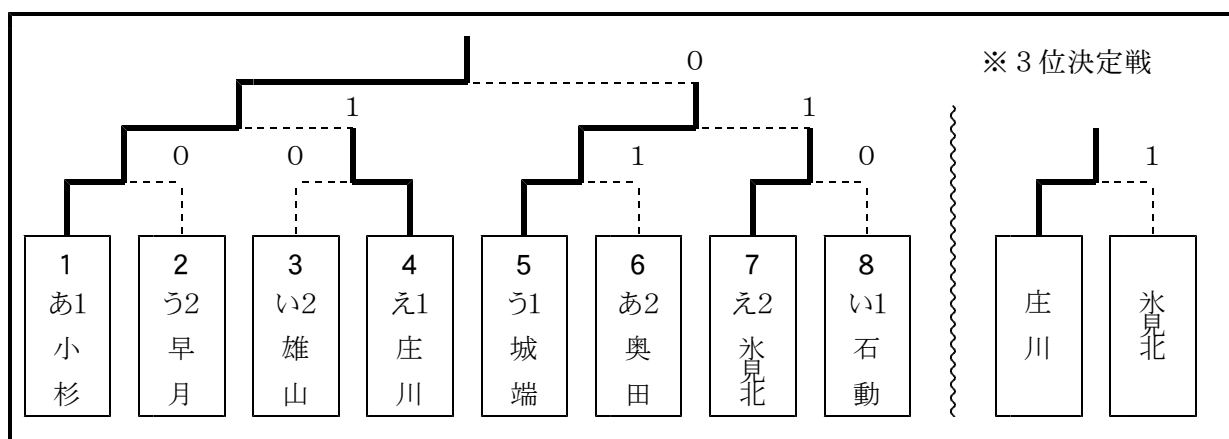 0
※３位決定戦
1
1
0
0
1
0
1
1
あ1
小杉
2
う2
早月
3
い2
雄山
4
え1
庄川
5
う1
城端
6
あ2
奥田
7
え2
氷見北
8
い1
石動
庄川
氷見北